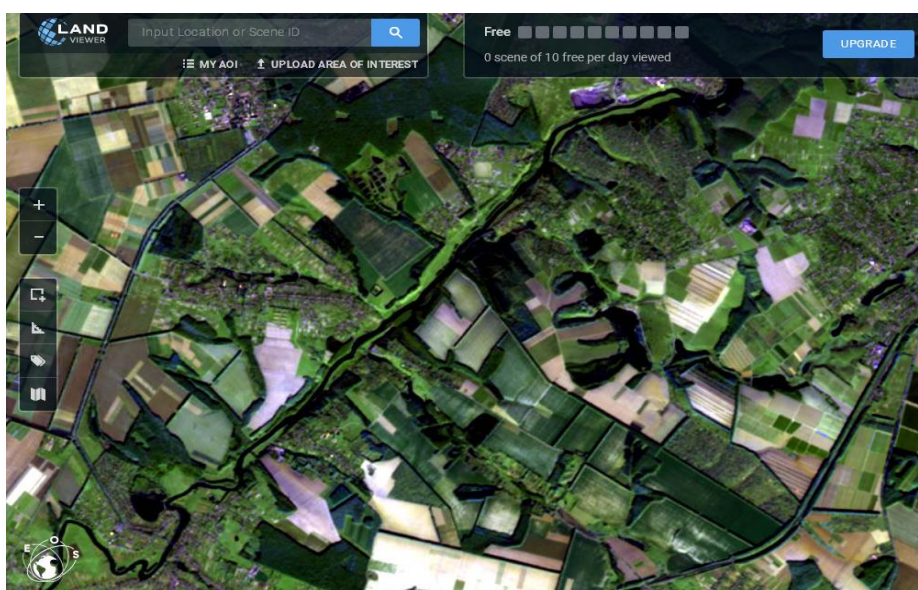 LAND
VIEWER
Input Location or Scene ID
MY AOI
UPLOAD AREA OF INTEREST
Free
0 scene of 10 free per day viewed
UPGRADE
+
−
E O S